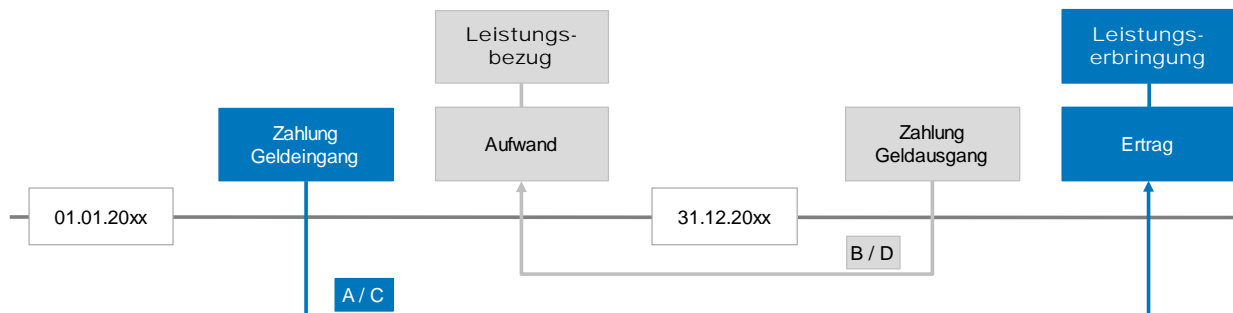 Leistungs-
bezug
Leistungs-
erbringung
Zahlung
Geldeingang
Aufwand
Zahlung
Geldausgang
Ertrag
01.01.20xx
31.12.20xx
B / D
A / C